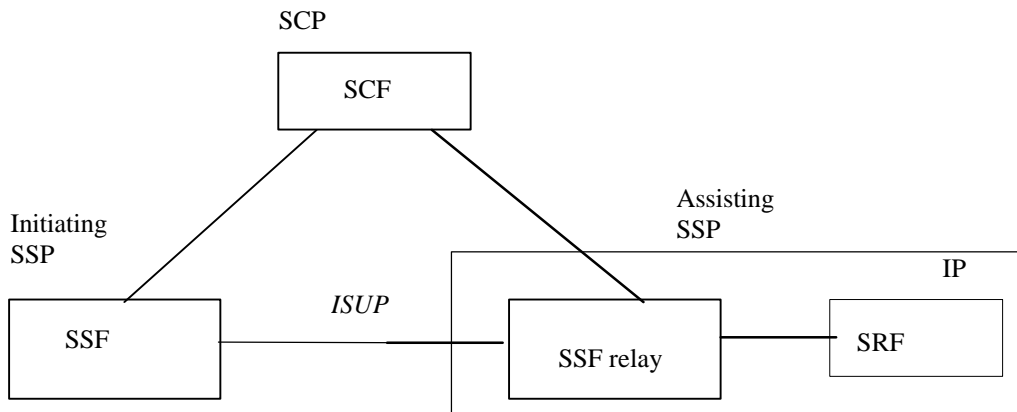 SCP
SCF
Assisting
SSP
Initiating
SSP
IP
ISUP
SSF
SSF relay
SRF